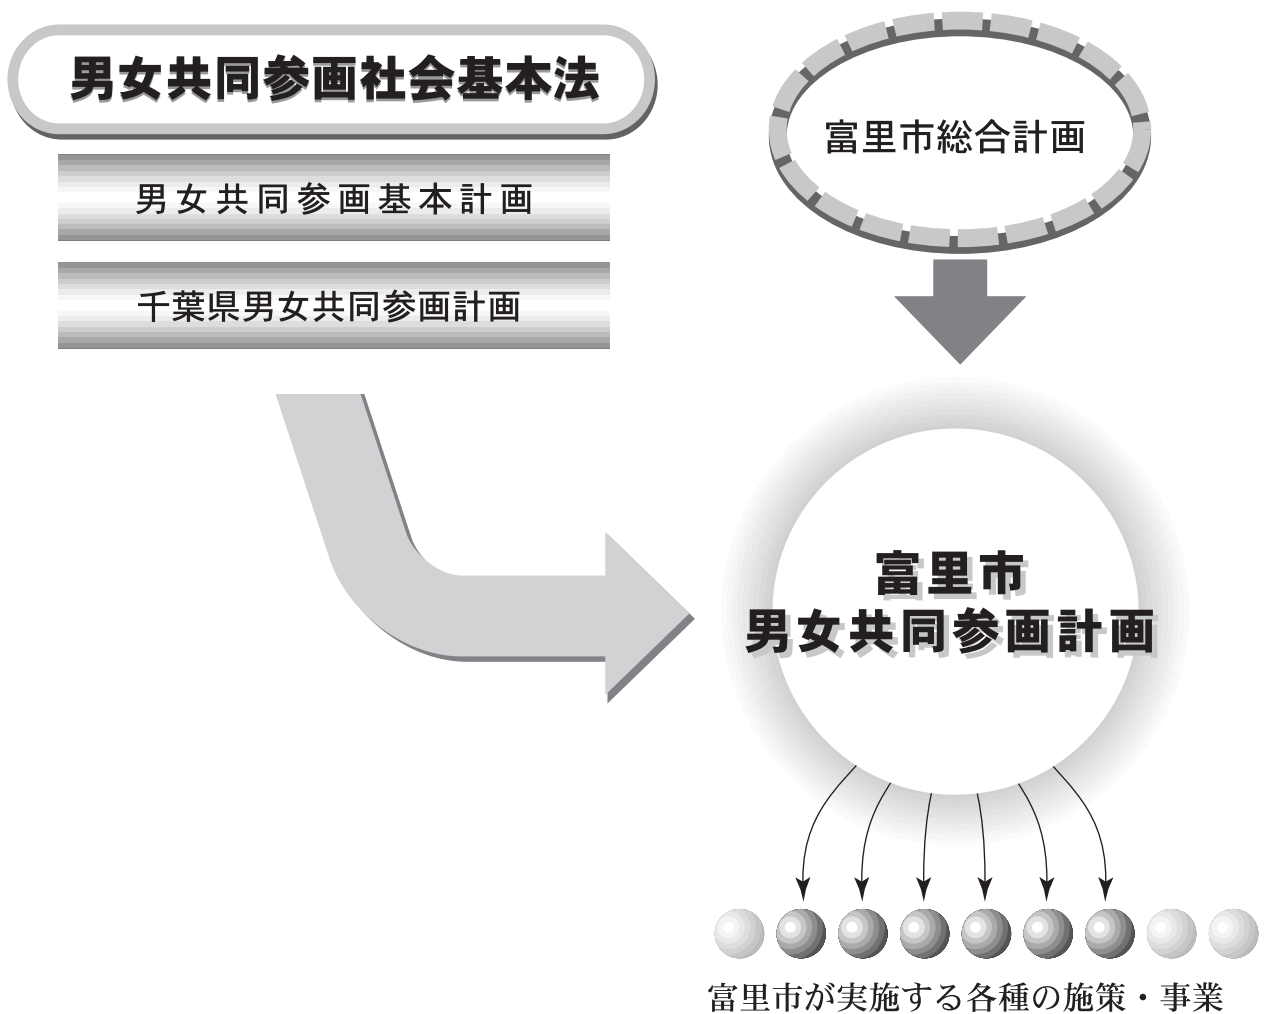 男女共同参画社会基本法
男女共同参画基本計画
千葉県男女共同参画計画
富里市総合計画
富里市
男女共同参画計画
富里市が実施する各種の施策・事業